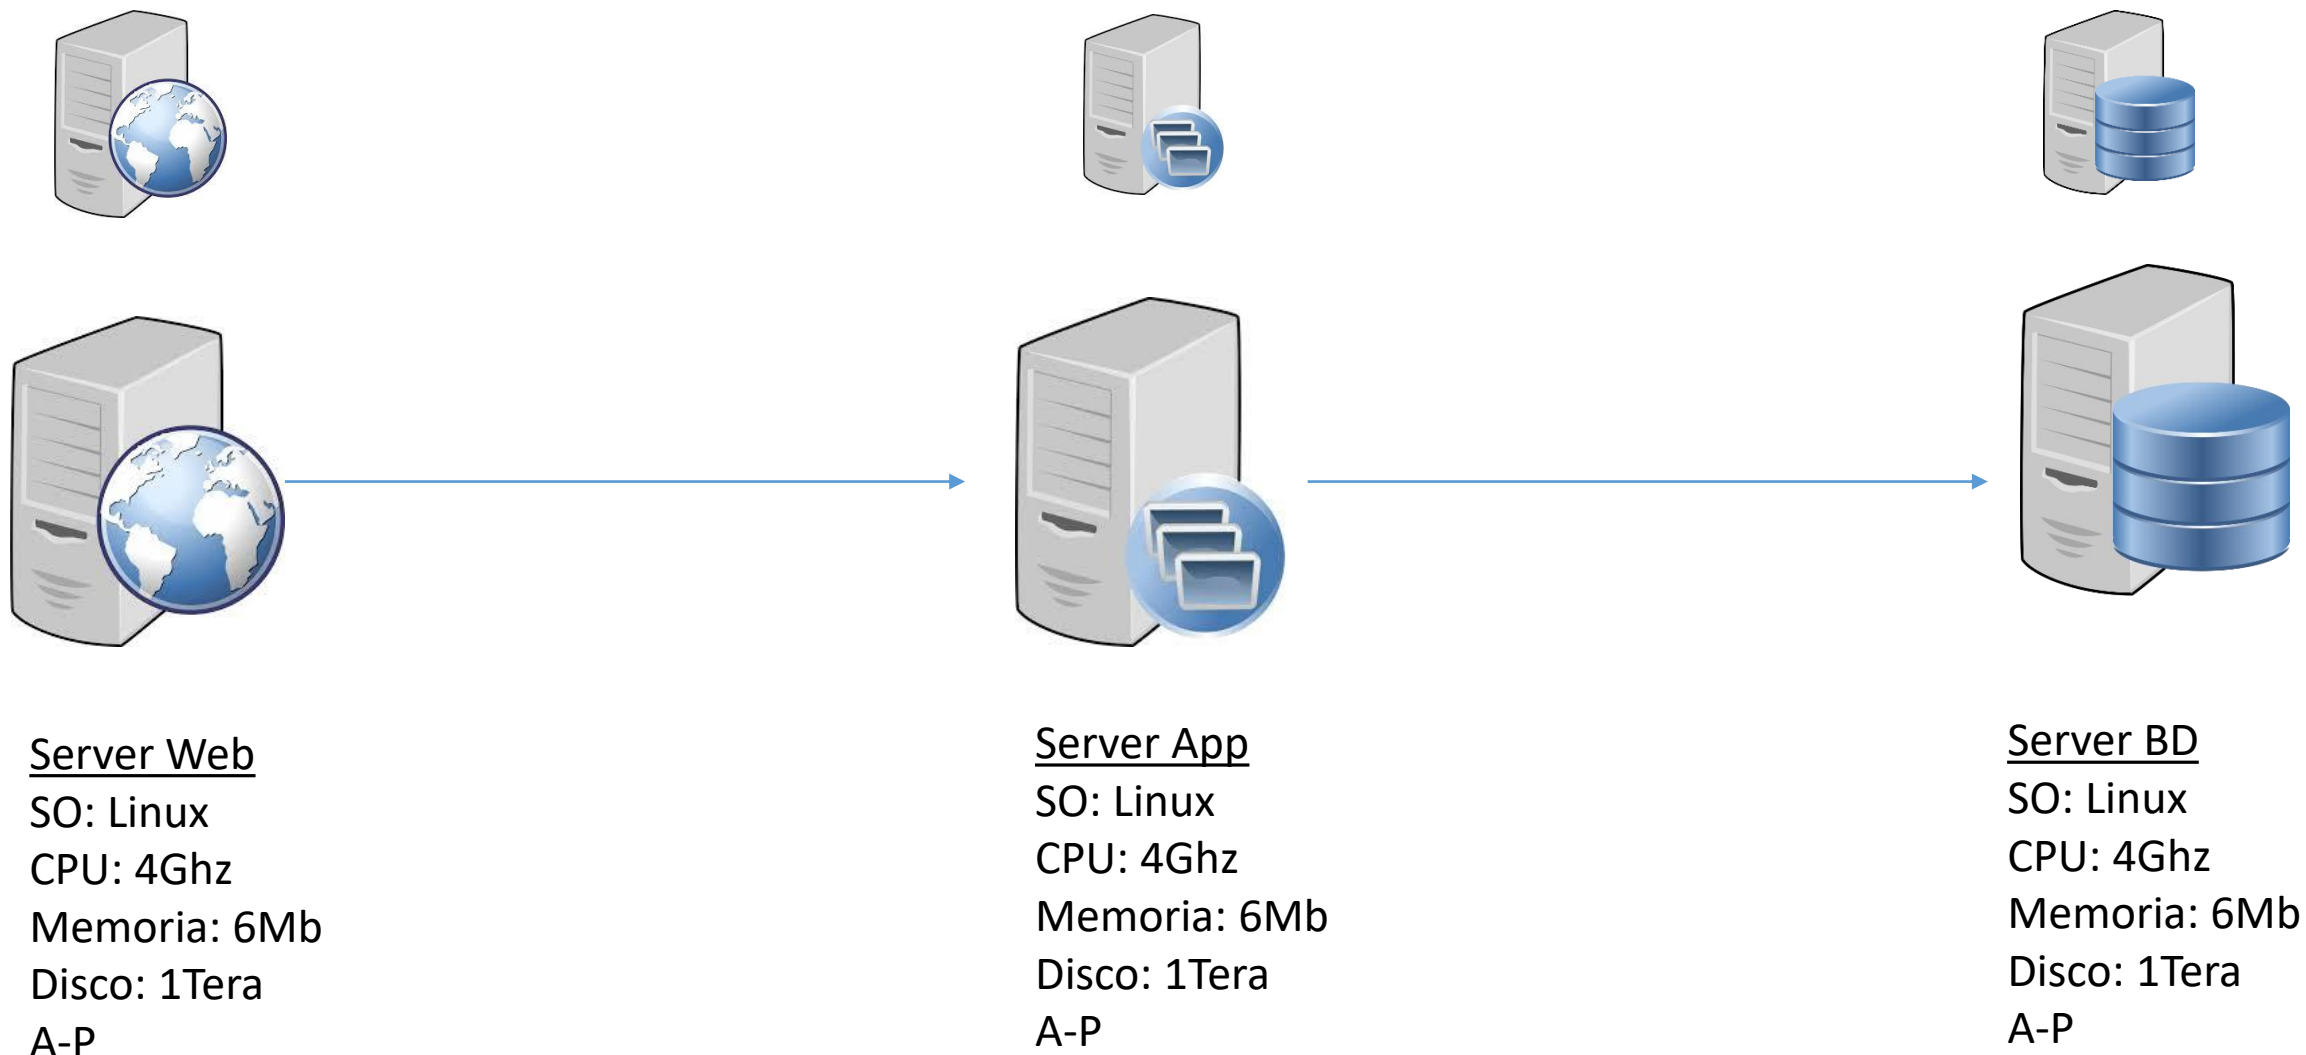 Server Web
SO: Linux
CPU: 4Ghz
Memoria: 6Mb
Disco: 1Tera
A-P
Server App
SO: Linux
CPU: 4Ghz
Memoria: 6Mb
Disco: 1Tera
A-P
Server BD
SO: Linux
CPU: 4Ghz
Memoria: 6Mb
Disco: 1Tera
A-P